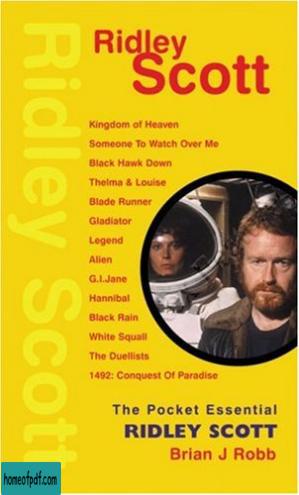 Ridley
Scott
Ridley Scott
Kingdom of Heaven
Someone To Watch Over Me
Black Hawk Down
Thelma & Louise
Blade Runner
Gladiator
Legend
Alien
G.I.Jane
Hannibal
Black Rain
White Squall
The Duellists
1492: Conquest Of Paradise
The Pocket Essential
RIDLEY SCOTT
Brian J Robb
homeofpdf.com